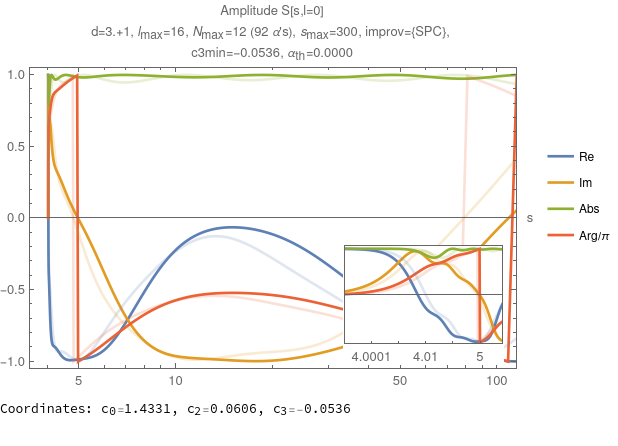 Amplitude S[s,l=0]
d=3.+1, lmax=16, Nmax=12 (92 α's), smax=300, improv={SPC},
c3min=−0.0536, αth=0.0000
1.0
0.5
0.0
−0.5
−1.0
s
Re
Im
Abs
Arg/π
4.0001 4.01 5
5 10 50 100
Coordinates: c0=1.4331, c2=0.0606, c3=-0.0536